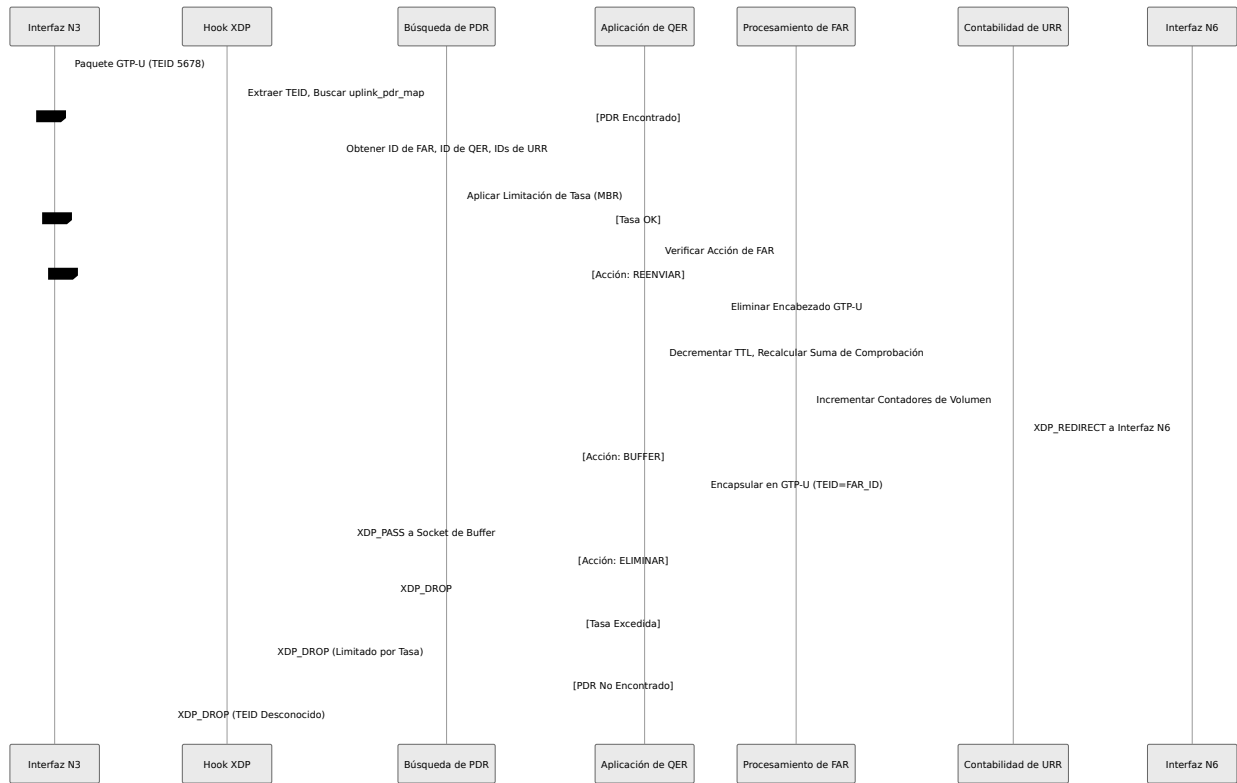 Interfaz N3
Hook XDP
Búsqueda de PDR
Aplicación de QER
Procesamiento de FAR
Contabilidad de URR
Interfaz N6
Paquete GTP-U (TEID 5678)
Extraer TEID, Buscar uplink_pdr_map
[PDR Encontrado]
Obtener ID de FAR, ID de QER, IDs de URR
Aplicar Limitación de Tasa (MBR)
[Tasa OK]
Verificar Acción de FAR
[Acción: REENVIAR]
Eliminar Encabezado GTP-U
Decrementar TTL, Recalcular Suma de Comprobación
Incrementar Contadores de Volumen
XDP_REDIRECT a Interfaz N6
[Acción: BUFFER]
Encapsular en GTP-U (TEID=FAR_ID)
XDP_PASS a Socket de Buffer
[Acción: ELIMINAR]
XDP_DROP
[Tasa Excedida]
XDP_DROP (Limitado por Tasa)
[PDR No Encontrado]
XDP_DROP (TEID Desconocido)
Interfaz N3
Hook XDP
Búsqueda de PDR
Aplicación de QER
Procesamiento de FAR
Contabilidad de URR
Interfaz N6